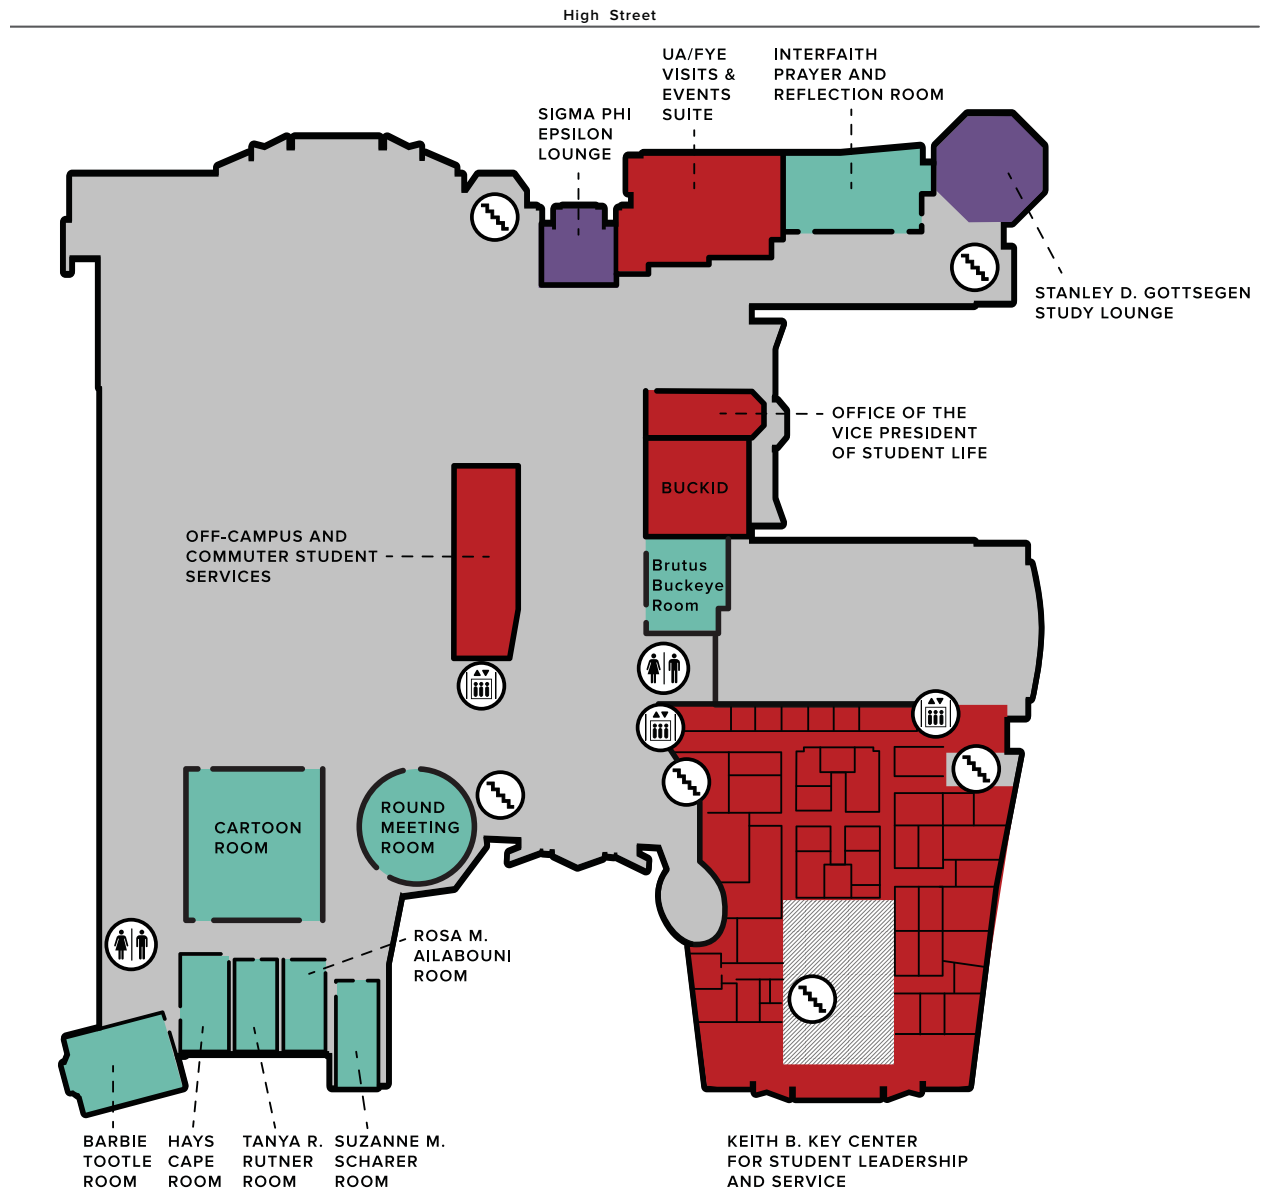 High Street
UA/FYE
VISITS &
EVENTS
SUITE
INTERFAITH
PRAYER AND
REFLECTION ROOM
SIGMA PHI
EPSILON
LOUNGE
STANLEY D. GOTTSEGEN
STUDY LOUNGE
OFFICE OF THE
VICE PRESIDENT
OF STUDENT LIFE
BUCKID
OFF-CAMPUS AND
COMMUTER STUDENT
SERVICES
Brutus
Buckeye
Room
CARTOON
ROOM
ROUND
MEETING
ROOM
ROSA M.
AILABOUNI
ROOM
BARBIE
TOOTLE
ROOM
HAYS
CAPE
ROOM
TANYA R.
RUTNER
ROOM
SUZANNE M.
SCHARER
ROOM
KEITH B. KEY CENTER
FOR STUDENT LEADERSHIP
AND SERVICE